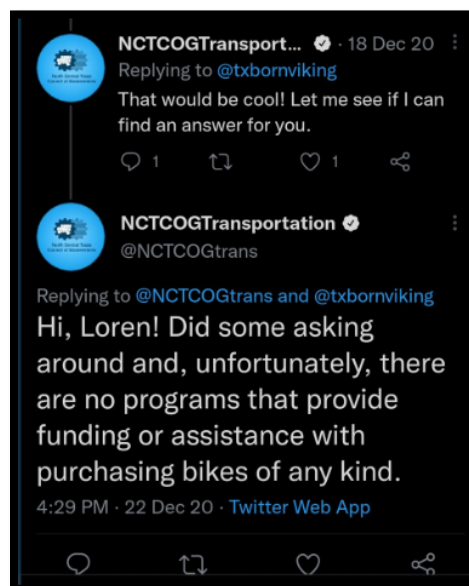 NCTCOGTransport... · 18 Dec 20
Replying to @txbornviking
That would be cool! Let me see if I can
find an answer for you.
1 1
NCTCOGTransportation
@NCTCOGtrans
Replying to @NCTCOGtrans and @txbornviking
Hi, Loren! Did some asking
around and, unfortunately, there
are no programs that provide
funding or assistance with
purchasing bikes of any kind.
4:29 PM · 22 Dec 20 · Twitter Web App